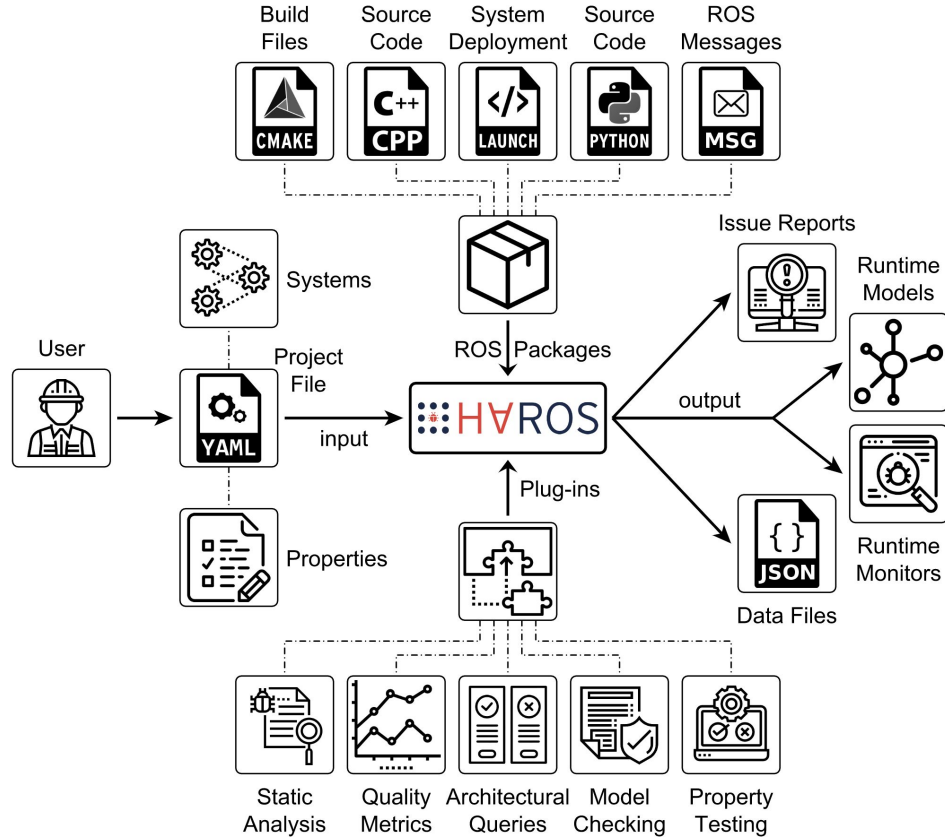 Build
Files
Source
Code
System
Deployment
Source
Code
ROS
Messages
CMAKE
C++
CPP
</>
LAUNCH
PYTHON
MSG
Systems
Issue Reports
Runtime
Models
User
Project
File
ROS Packages
YAML
input
H∀ROS
output
Plug-ins
Properties
{ }
JSON
Data Files
Runtime
Monitors
Static
Analysis
Quality
Metrics
Architectural
Queries
Model
Checking
Property
Testing